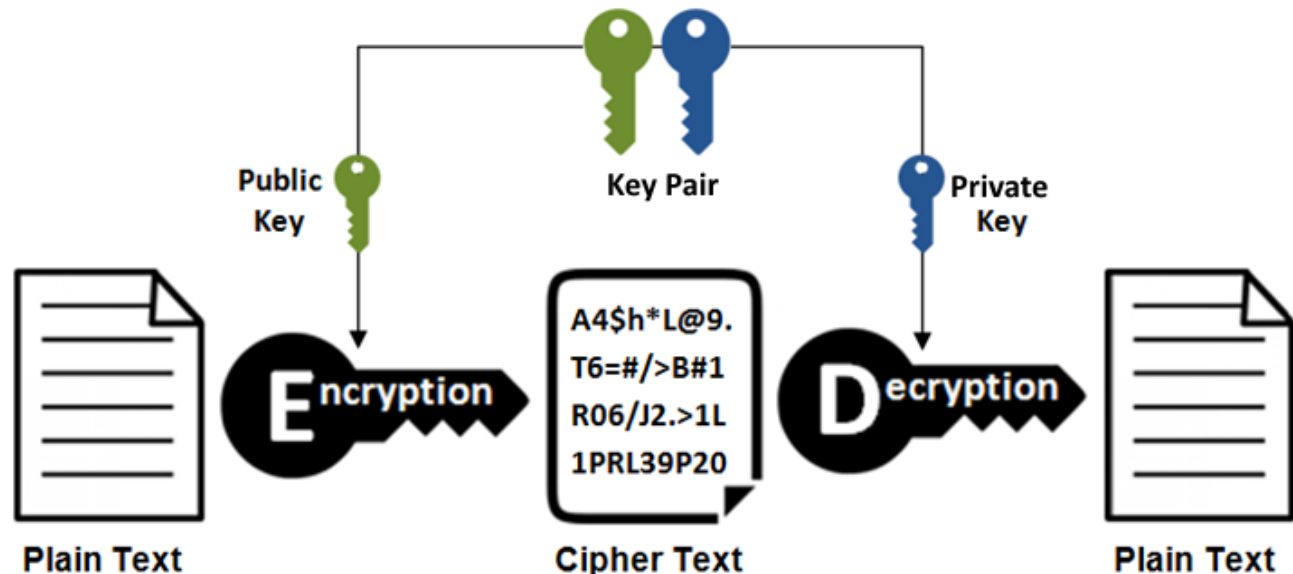 Key Pair
Public
Key
Private
Key
Encryption
A4$h*L@9.
T6=#/>B#1
R06/J2.>1L
1PRL39P20
Decryption
Plain Text
Cipher Text
Plain Text